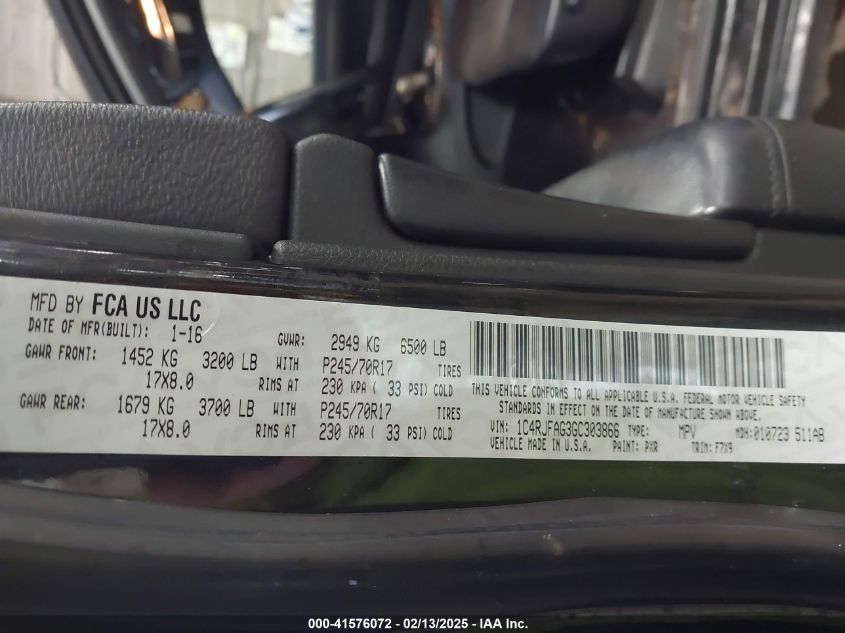 MFD BY FCA US LLC
DATE OF MFR(BUILT): 1-16 GVWR: 2949 KG 6500 LB
GAWR FRONT: 1452 KG 3200 LB WITH P245/70R17 TIRES
17X8.0 RIMS AT 230 KPA ( 33 PSI) COLD
GAWR REAR: 1679 KG 3700 LB WITH P245/70R17 TIRES
17X8.0 RIMS AT 230 KPA ( 33 PSI) COLD
THIS VEHICLE CONFORMS TO ALL APPLICABLE U.S.A. FEDERAL MOTOR VEHICLE SAFETY
STANDARDS IN EFFECT ON THE DATE OF MANUFACTURE SHOWN ABOVE.
VIN: 1C4RJFAG3GC303866 TYPE: MPV MDH: 010723 511AB
VEHICLE MADE IN U.S.A. PAINT: PXR TRIM: F7X9
000-41576072 - 02/13/2025 - IAA Inc.